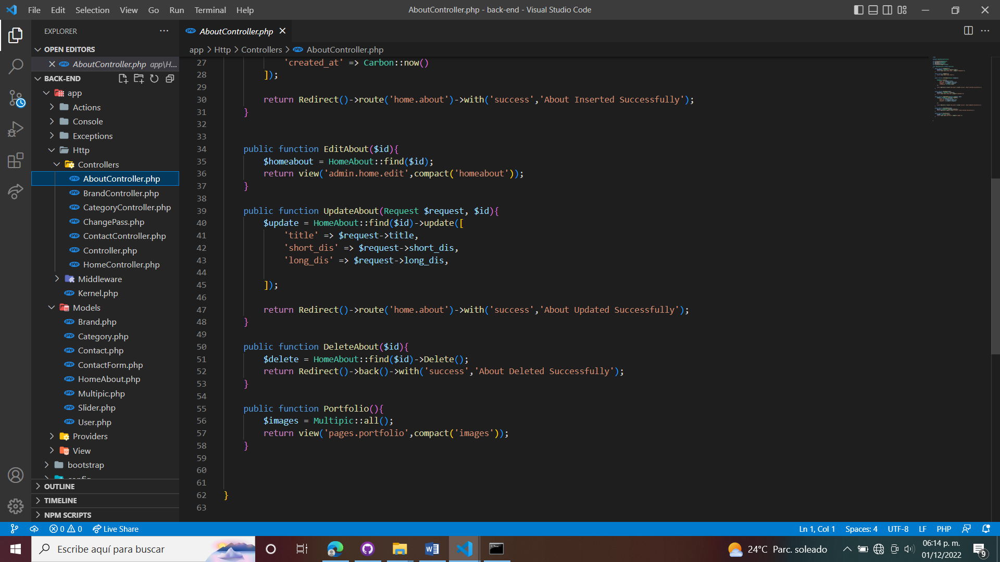 File Edit Selection View Go Run Terminal Help
AboutController.php - back-end - Visual Studio Code
EXPLORER
OPEN EDITORS
AboutController.php app\H...
BACK-END
app
Actions
Console
Exceptions
Http
Controllers
AboutController.php
BrandController.php
CategoryController.php
ChangePass.php
ContactController.php
Controller.php
HomeController.php
Middleware
Kernel.php
Models
Brand.php
Category.php
Contact.php
ContactForm.php
HomeAbout.php
Multipic.php
Slider.php
User.php
Providers
View
bootstrap
config
OUTLINE
TIMELINE
NPM SCRIPTS
AboutController.php
app > Http > Controllers > AboutController.php
27 'created_at' => Carbon::now()
28 ]);
29
30 return Redirect()->route('home.about')->with('success','About Inserted Successfully');
31 }
32
33
34 public function EditAbout($id){
35 $homeabout = HomeAbout::find($id);
36 return view('admin.home.edit',compact('homeabout'));
37 }
38
39 public function UpdateAbout(Request $request, $id){
40 $update = HomeAbout::find($id)->update([
41 'title' => $request->title,
42 'short_dis' => $request->short_dis,
43 'long_dis' => $request->long_dis,
44
45 ]);
46
47 return Redirect()->route('home.about')->with('success','About Updated Successfully');
48 }
49
50 public function DeleteAbout($id){
51 $delete = HomeAbout::find($id)->Delete();
52 return Redirect()->back()->with('success','About Deleted Successfully');
53 }
54
55 public function Portfolio(){
56 $images = Multipic::all();
57 return view('pages.portfolio',compact('images'));
58 }
59
60
61
62 }
63
0 0 Live Share
Ln 1, Col 1 Spaces: 4 UTF-8 LF PHP
Escribe aquí para buscar
24°C Parc. soleado
06:14 p. m.
01/12/2022
9